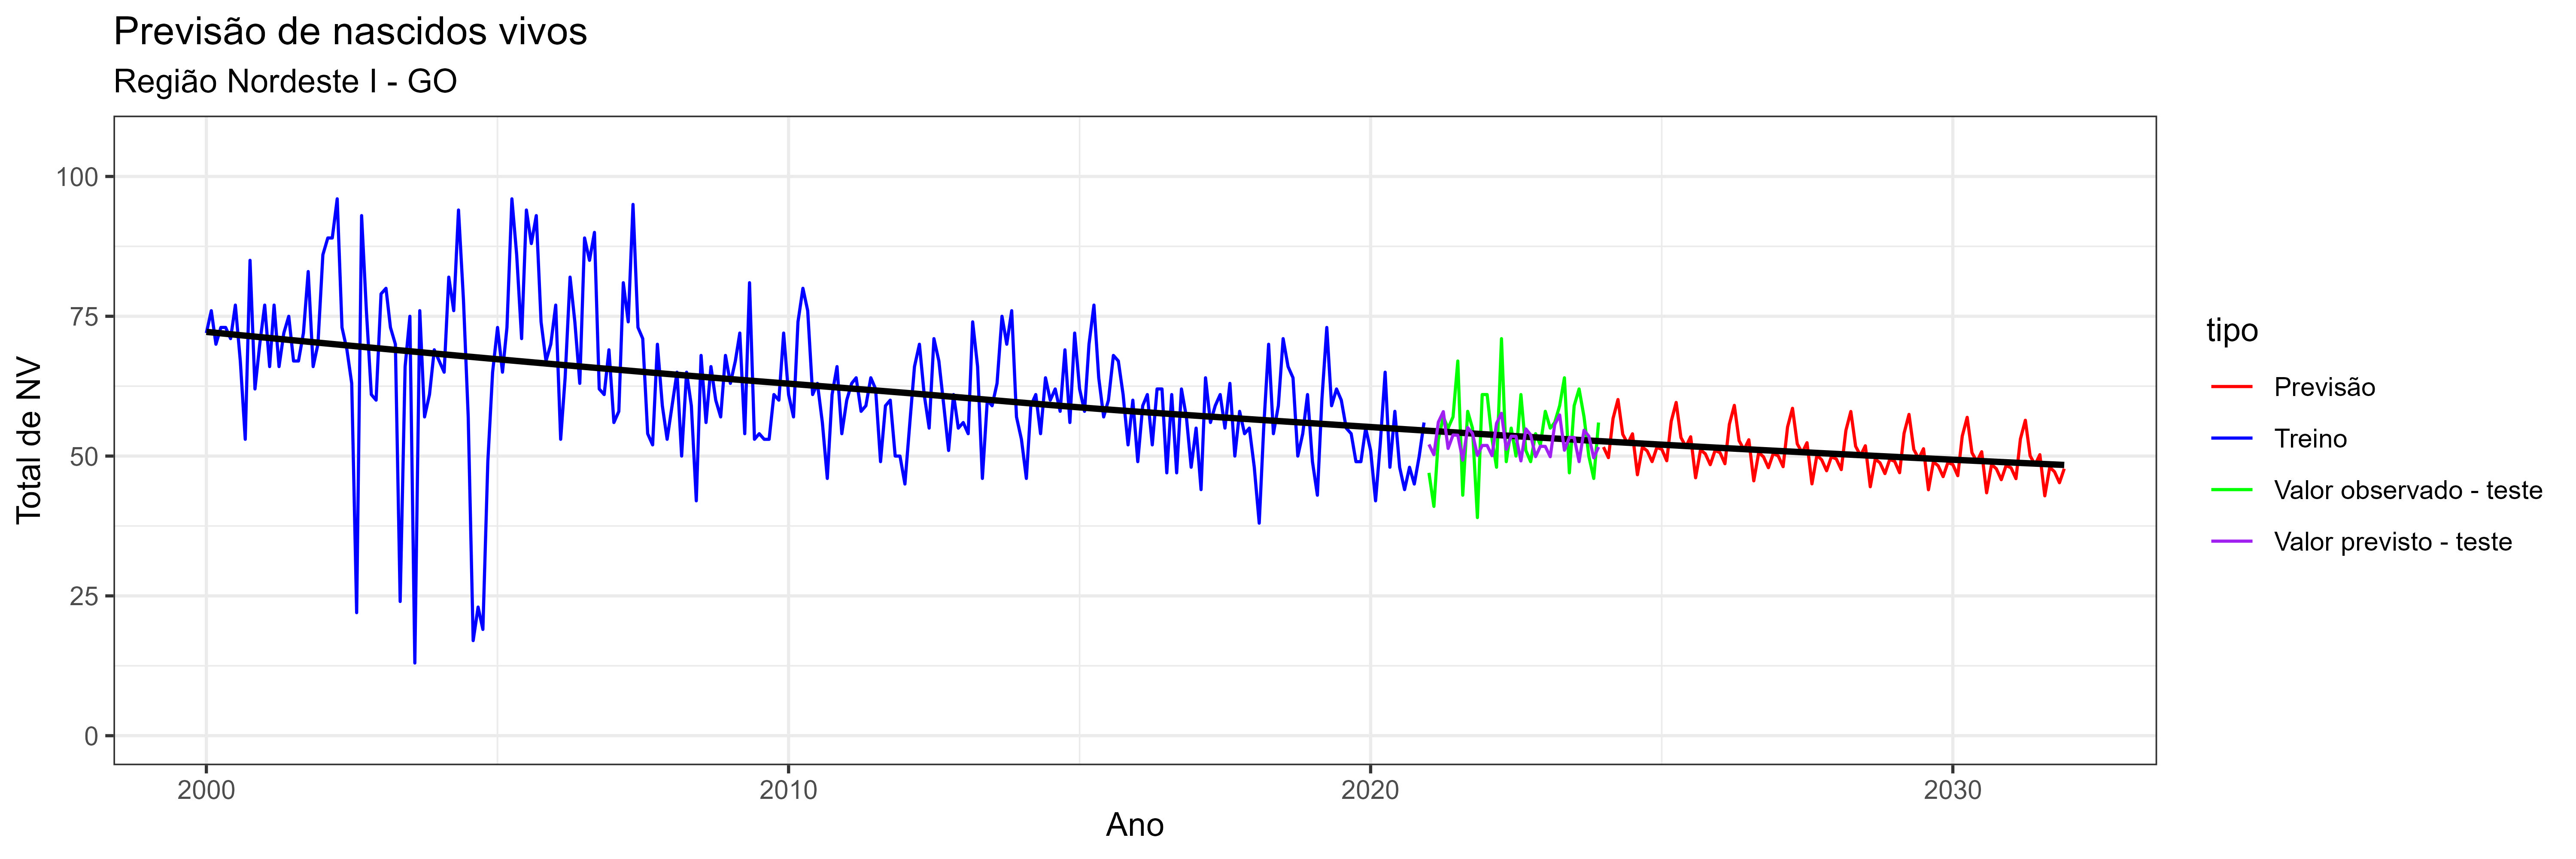 Previsão de nascidos vivos
Região Nordeste I - GO
Total de NV
100
75
50
25
0
2000
2010
2020
2030
Ano
tipo
Previsão
Treino
Valor observado - teste
Valor previsto - teste